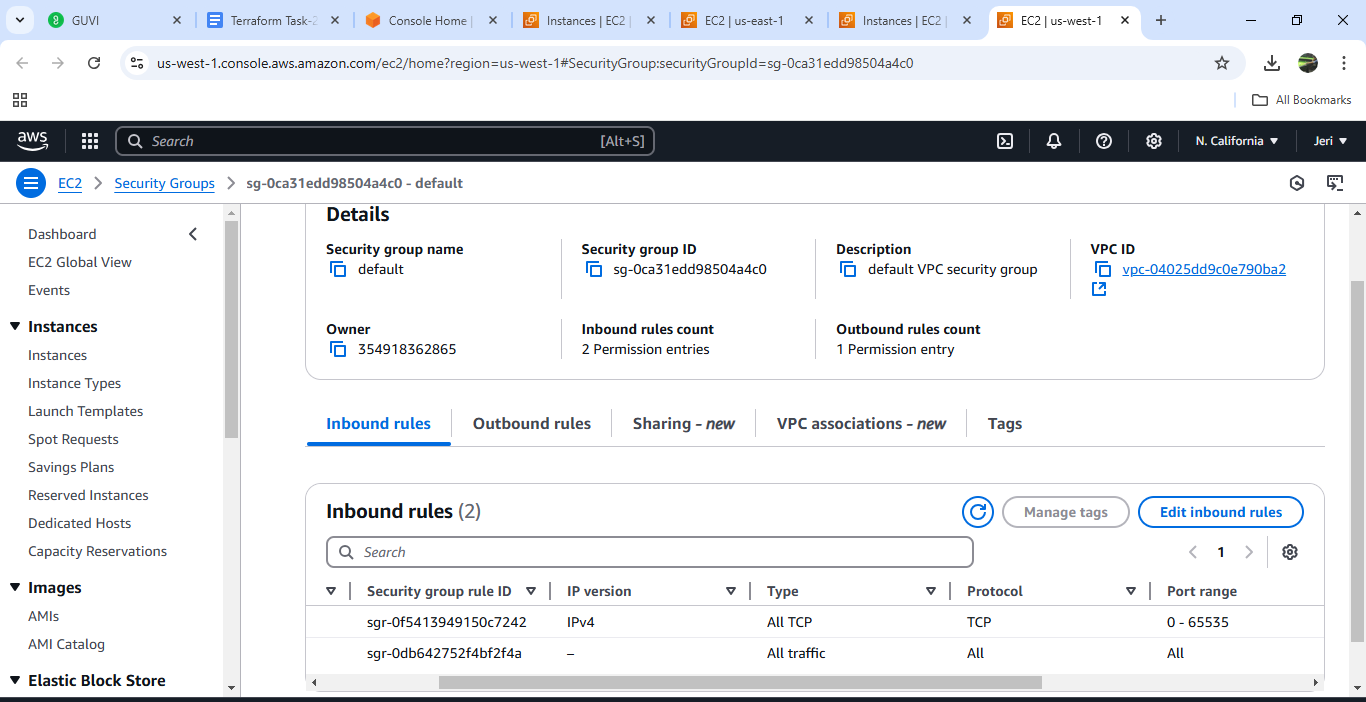 GUVI
Terraform Task-2
Console Home |
Instances | EC2 |
EC2 | us-east-1
Instances | EC2 |
EC2 | us-west-1
us-west-1.console.aws.amazon.com/ec2/home?region=us-west-1#SecurityGroup:securityGroupId=sg-0ca31edd98504a4c0
All Bookmarks
aws
Search
[Alt+S]
N. California
Jeri
EC2
Security Groups
sg-0ca31edd98504a4c0 - default
Dashboard
EC2 Global View
Events
Instances
Instances
Instance Types
Launch Templates
Spot Requests
Savings Plans
Reserved Instances
Dedicated Hosts
Capacity Reservations
Images
AMIs
AMI Catalog
Elastic Block Store
Details
Security group name
default
Security group ID
sg-0ca31edd98504a4c0
Description
default VPC security group
VPC ID
vpc-04025dd9c0e790ba2
Owner
354918362865
Inbound rules count
2 Permission entries
Outbound rules count
1 Permission entry
Inbound rules
Outbound rules
Sharing - new
VPC associations - new
Tags
Inbound rules (2)
Manage tags
Edit inbound rules
Search
1
Security group rule ID IP version Type Protocol Port range
sgr-0f5413949150c7242 IPv4 All TCP TCP 0 - 65535
sgr-0db642752f4bf2f4a – All traffic All All